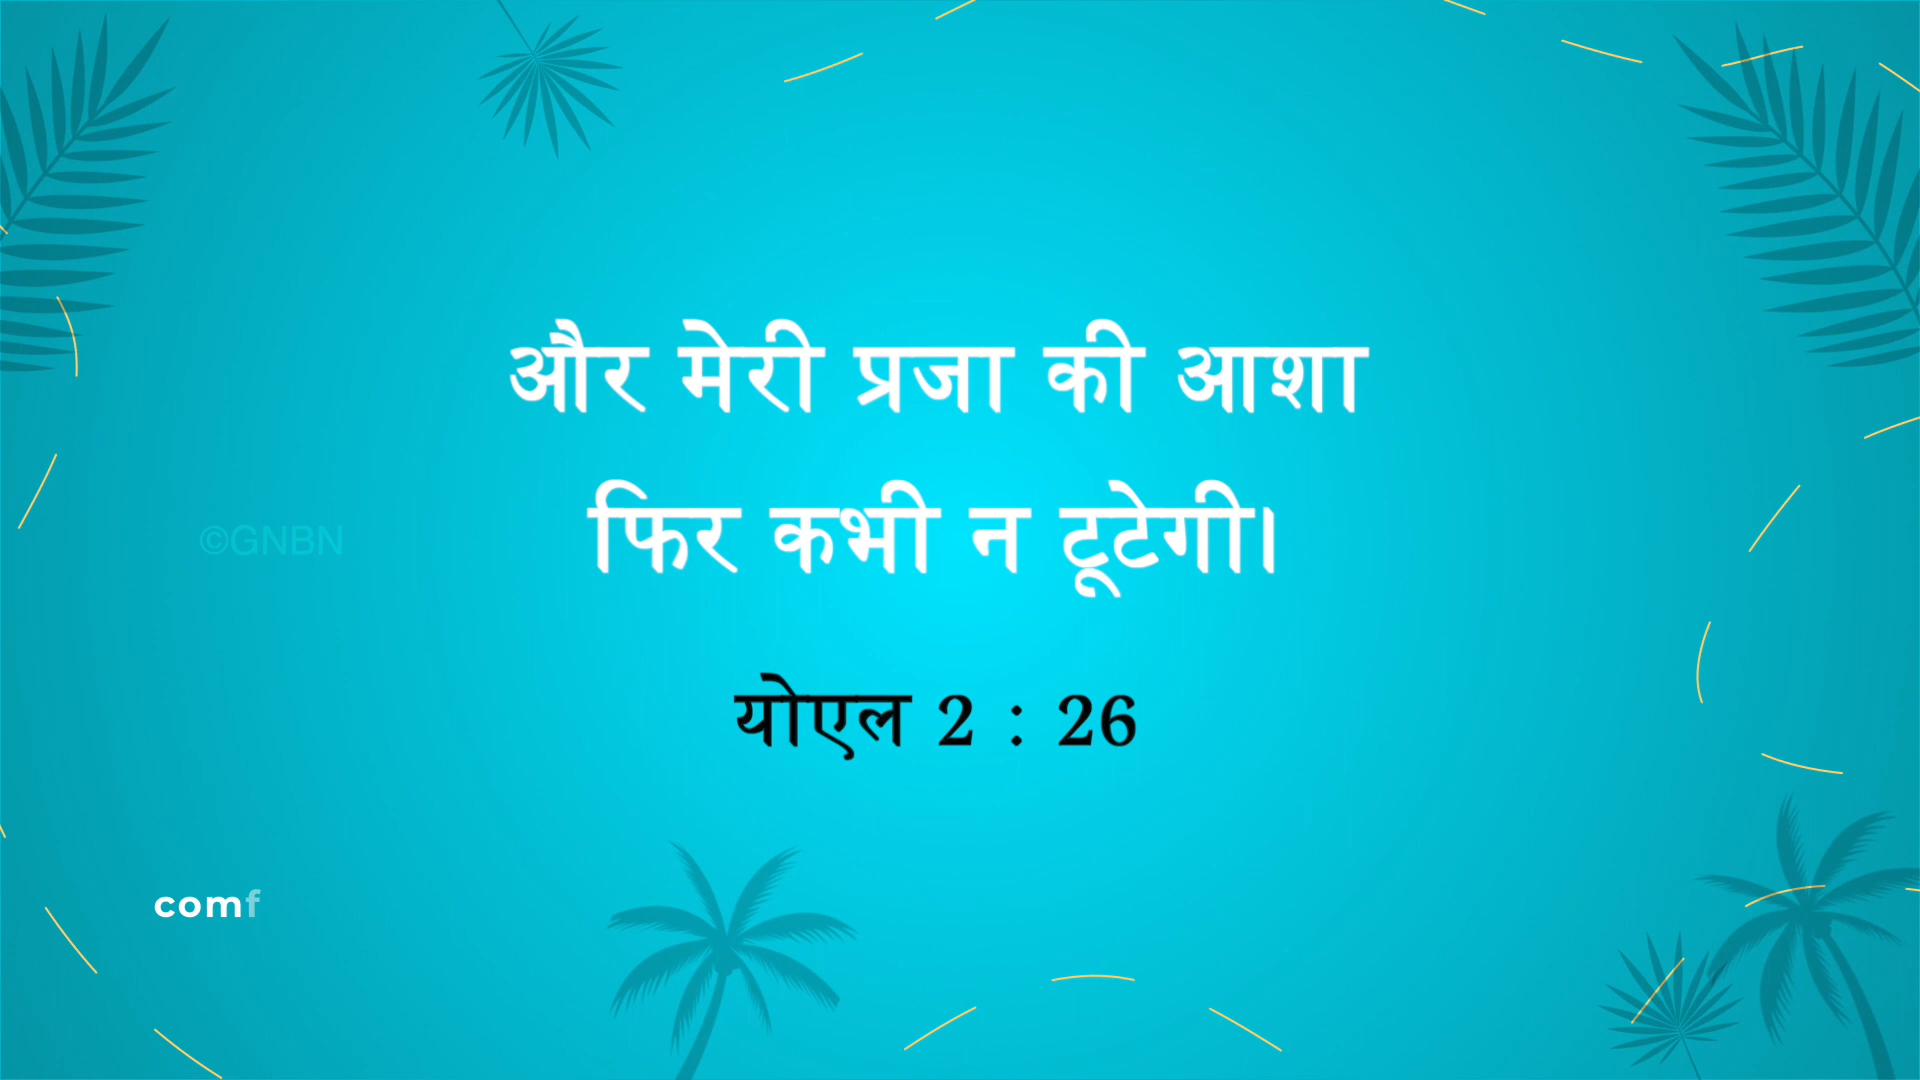 और मेरी प्रजा की आशा
फिर कभी न टूटेगी।
©GNBN
योएल 2 : 26
comf